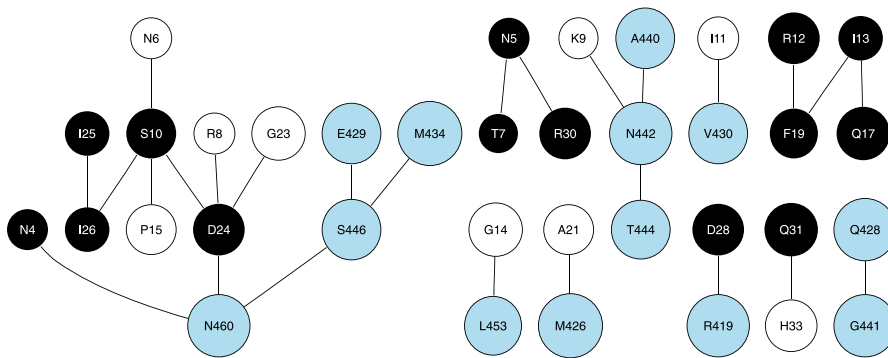 N6
N5
K9
A440
I11
R12
I13
I25
S10
R8
G23
E429
M434
T7
R30
N442
V430
F19
Q17
N4
I26
P15
D24
S446
G14
A21
T444
D28
Q31
Q428
N460
L453
M426
R419
H33
G441